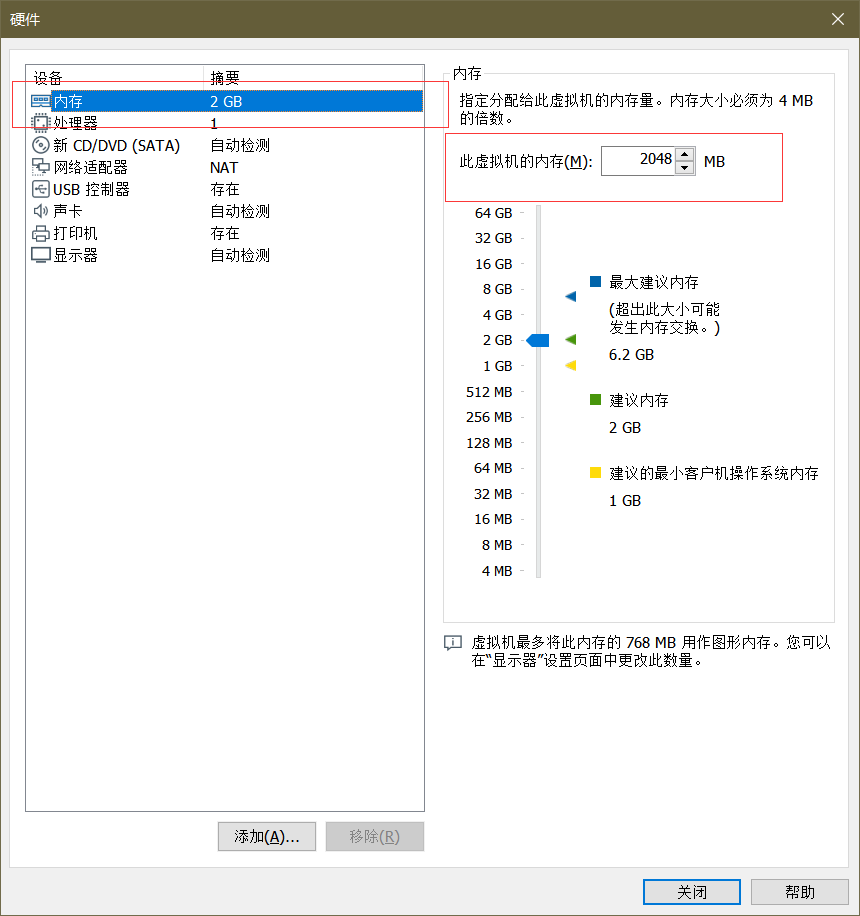 硬件
设备 摘要
内存 2 GB
处理器 1
新 CD/DVD (SATA) 自动检测
网络适配器 NAT
USB 控制器 存在
声卡 自动检测
打印机 存在
显示器 自动检测
添加(A)... 移除(R)
内存
指定分配给此虚拟机的内存量。内存大小必须为 4 MB
的倍数。
此虚拟机的内存(M): 2048 MB
64 GB
32 GB
16 GB
8 GB
4 GB
2 GB
1 GB
512 MB
256 MB
128 MB
64 MB
32 MB
16 MB
8 MB
4 MB
最大建议内存
(超出此大小可能
发生内存交换。)
6.2 GB
建议内存
2 GB
建议的最小客户机操作系统内存
1 GB
虚拟机最多将此内存的 768 MB 用作图形内存。您可以
在“显示器”设置页面中更改此数量。
关闭 帮助